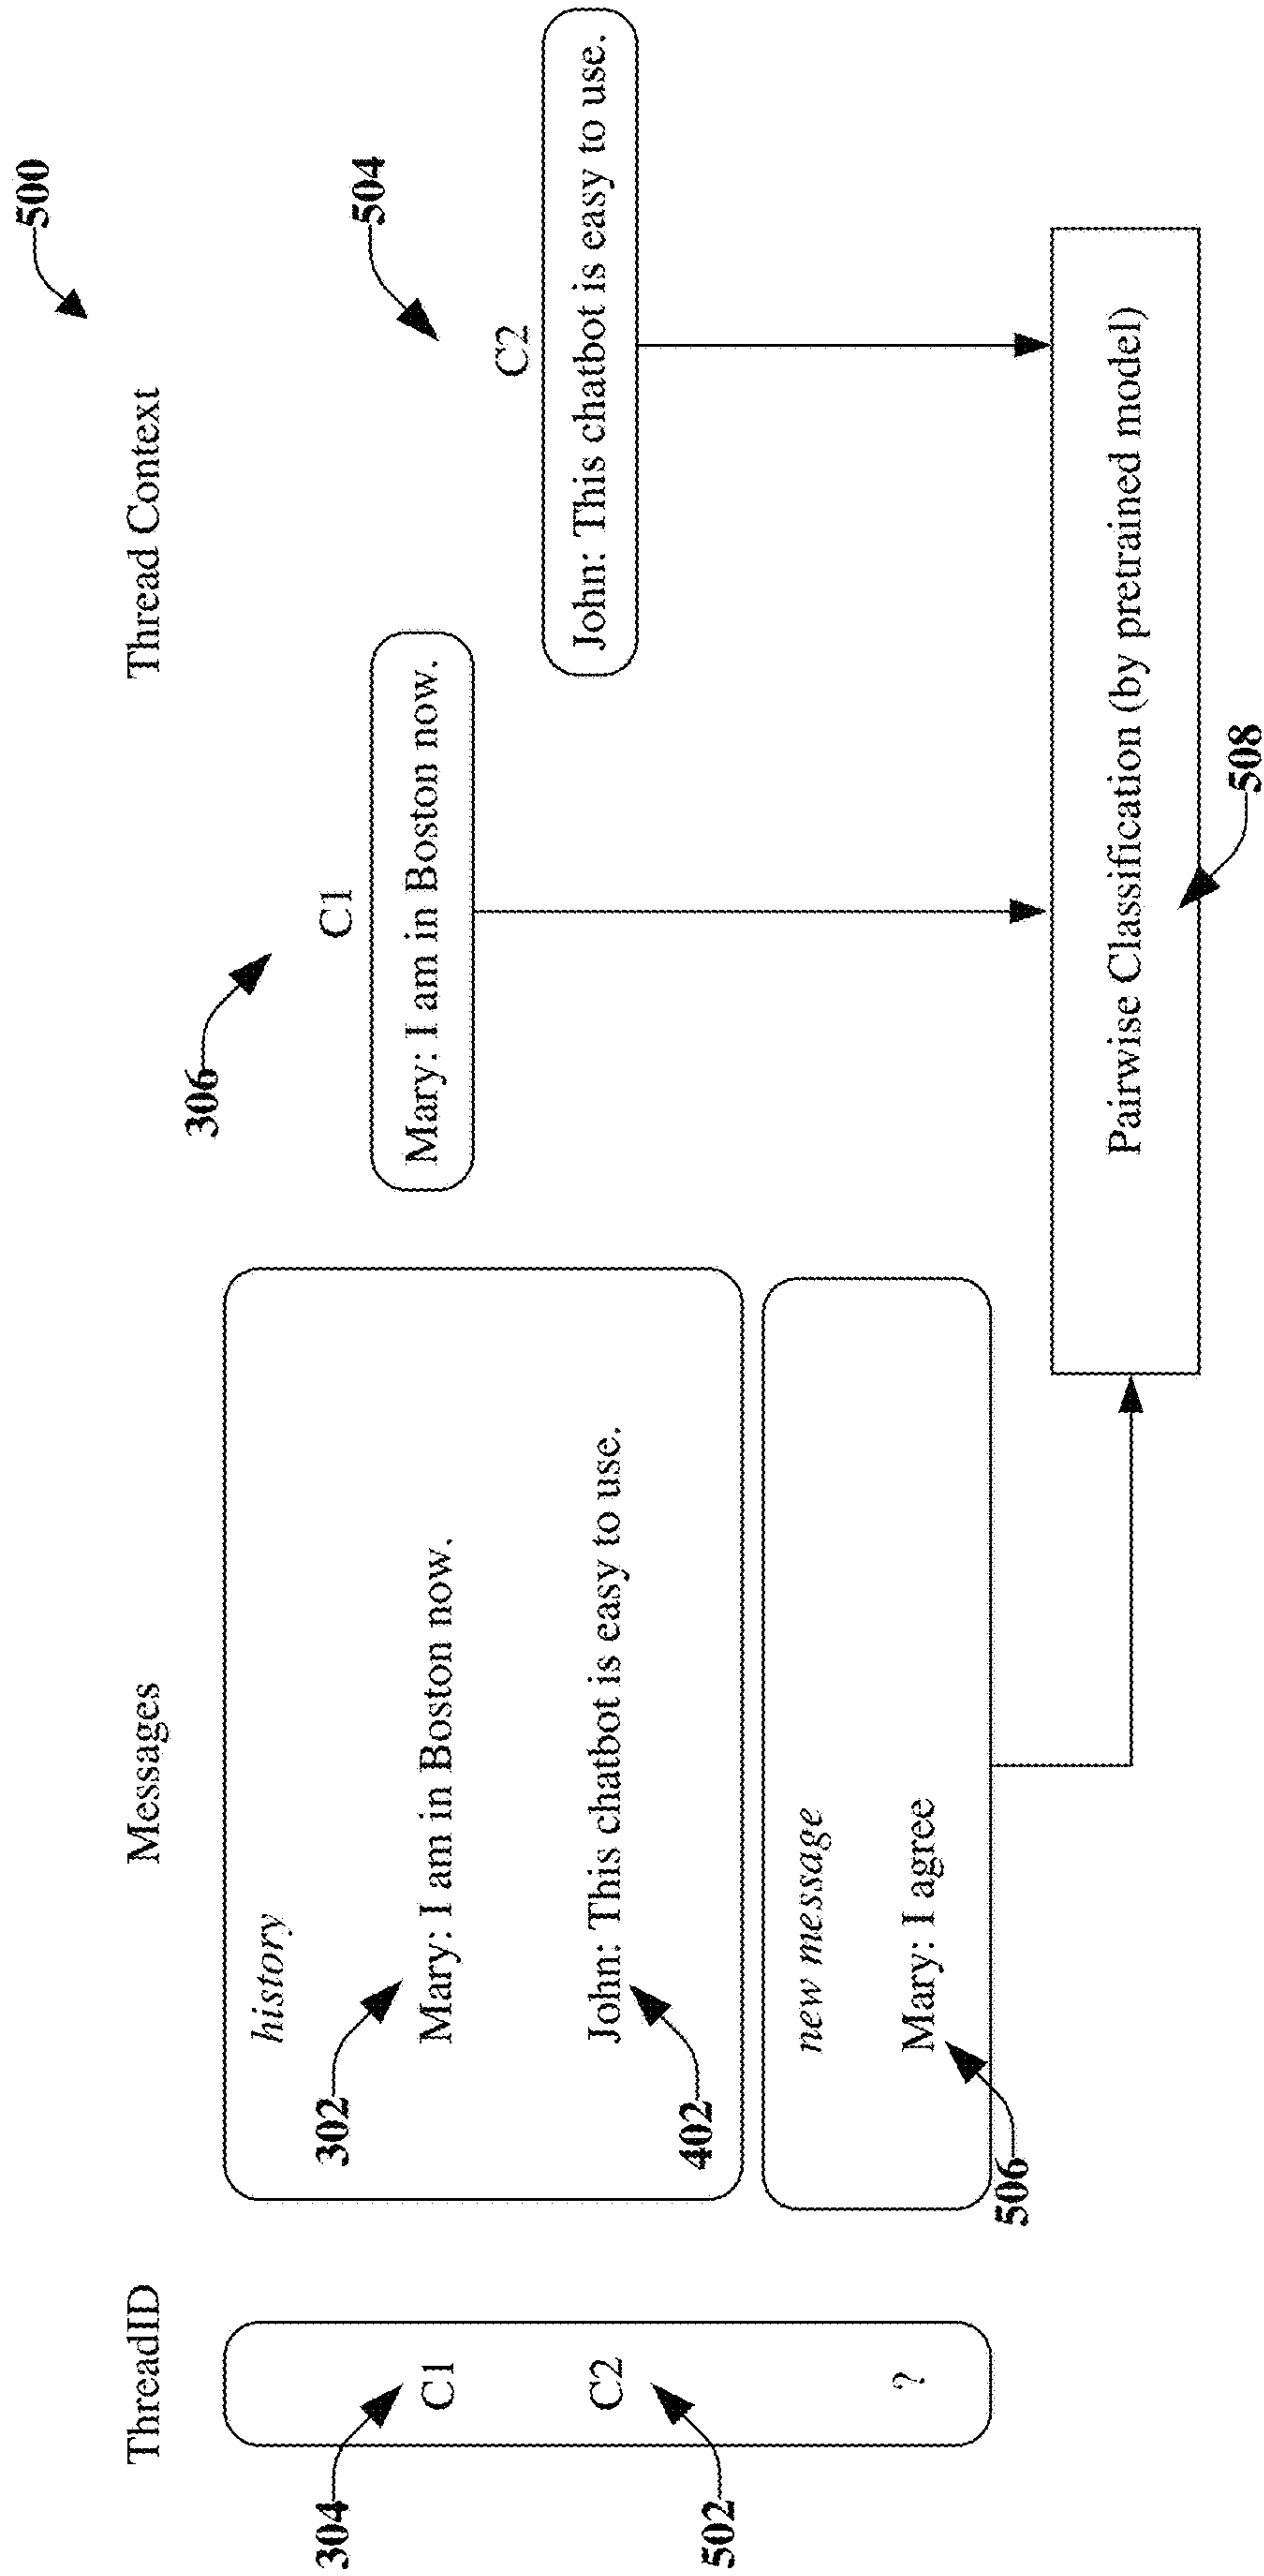 500
ThreadID
Messages
Thread Context
304
C1
302
history
Mary: I am in Boston now.
306
C1
Mary: I am in Boston now.
504
C2
John: This chatbot is easy to use.
502
C2
402
John: This chatbot is easy to use.
?
506
new message
Mary: I agree
Pairwise Classification (by pretrained model)
508